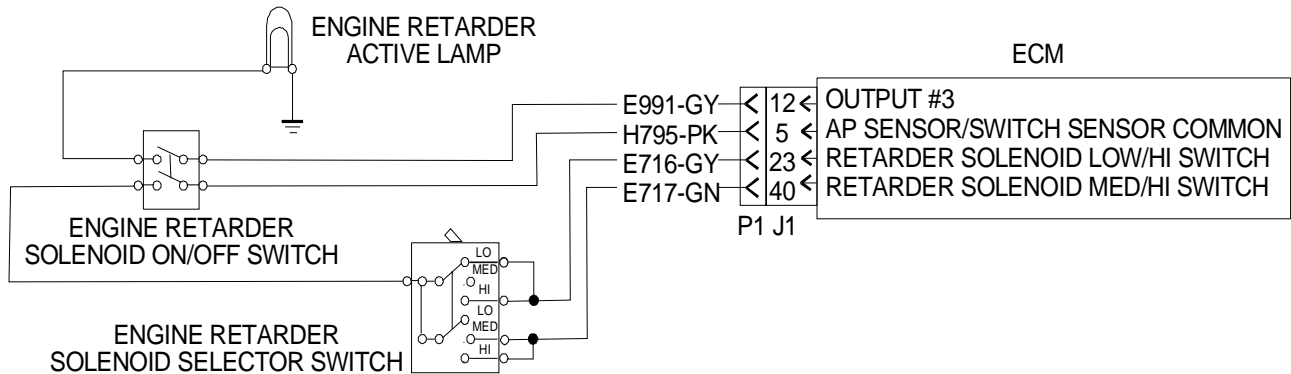 ENGINE RETARDER
ACTIVE LAMP
ECM
E991-GY 12 OUTPUT #3
H795-PK 5 AP SENSOR/SWITCH SENSOR COMMON
E716-GY 23 RETARDER SOLENOID LOW/HI SWITCH
E717-GN 40 RETARDER SOLENOID MED/HI SWITCH
P1 J1
ENGINE RETARDER
SOLENOID ON/OFF SWITCH
LO
MED
HI
LO
MED
HI
ENGINE RETARDER
SOLENOID SELECTOR SWITCH